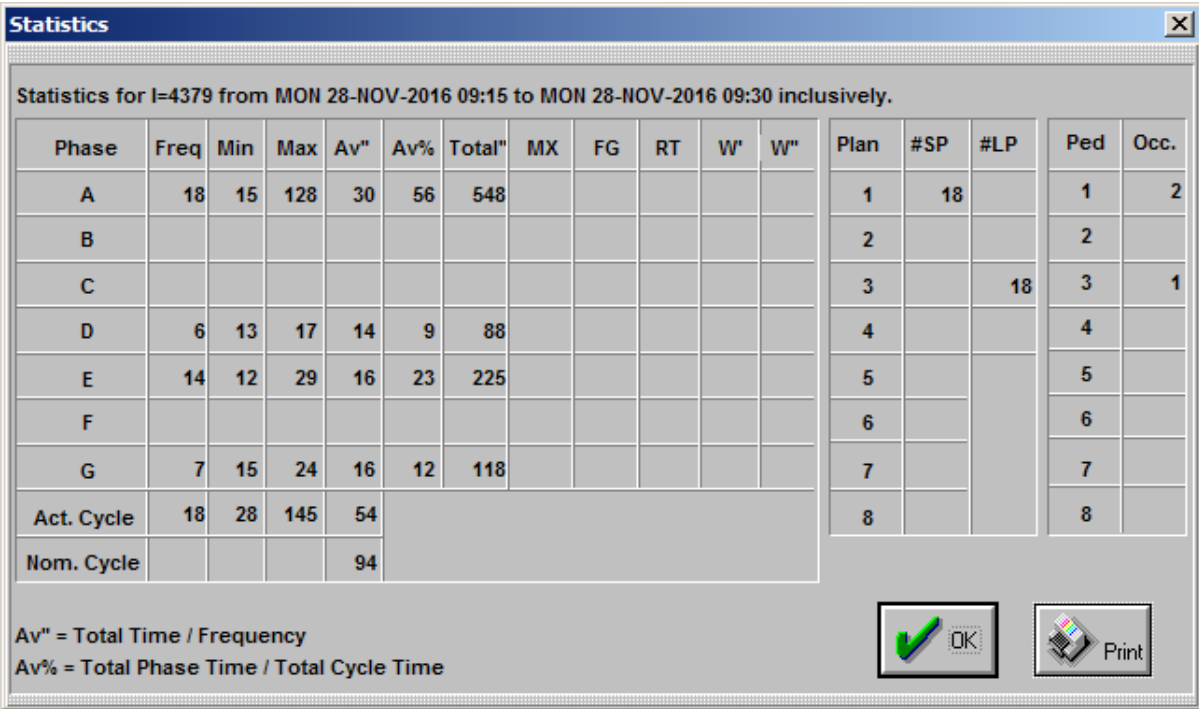 Statistics
Statistics for I=4379 from MON 28-NOV-2016 09:15 to MON 28-NOV-2016 09:30 inclusively.
Phase Freq Min Max Av" Av% Total" MX FG RT W' W"
A 18 15 128 30 56 548
B
C
D 6 13 17 14 9 88
E 14 12 29 16 23 225
F
G 7 15 24 16 12 118
Act. Cycle 18 28 145 54
Nom. Cycle 94
Plan #SP #LP
1 18
2
3 18
4
5
6
7
8
Ped Occ.
1 2
2
3 1
4
5
6
7
8
Av" = Total Time / Frequency
Av% = Total Phase Time / Total Cycle Time
OK
Print